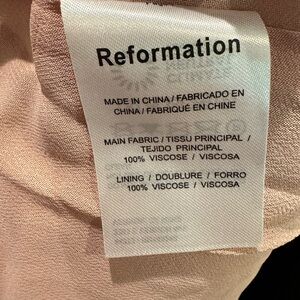 Reformation
MADE IN CHINA / FABRICADO EN
CHINA / FABRIQUÉ EN CHINE
MAIN FABRIC / TISSU PRINCIPAL /
TEJIDO PRINCIPAL
100% VISCOSE / VISCOSA
LINING / DOUBLURE / FORRO
100% VISCOSE / VISCOSA